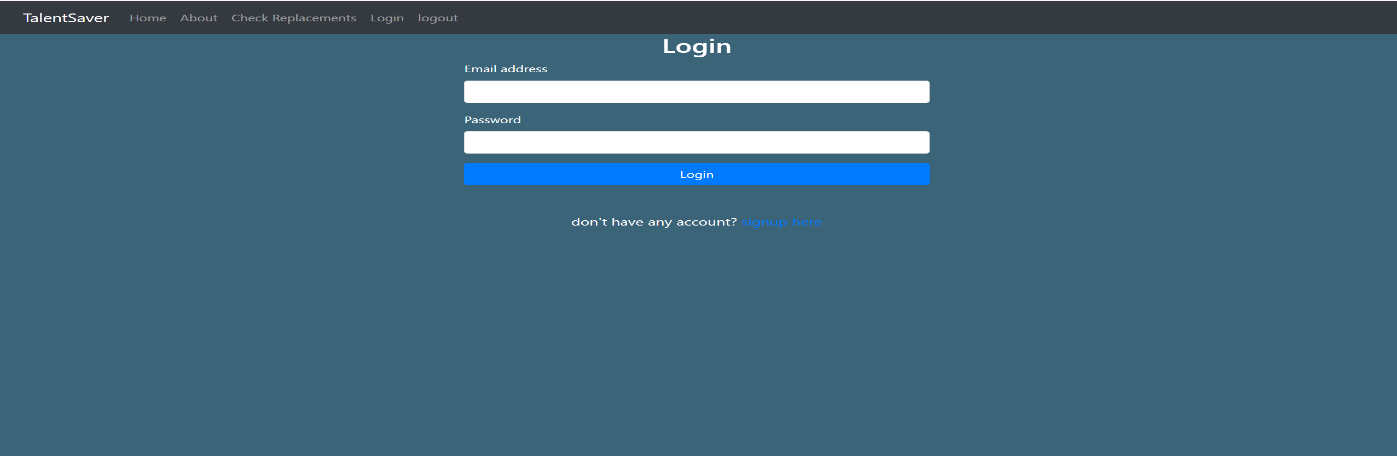 TalentSaver Home About Check Replacements Login logout
Login
Email address
Password
Login
don't have any account? signup here